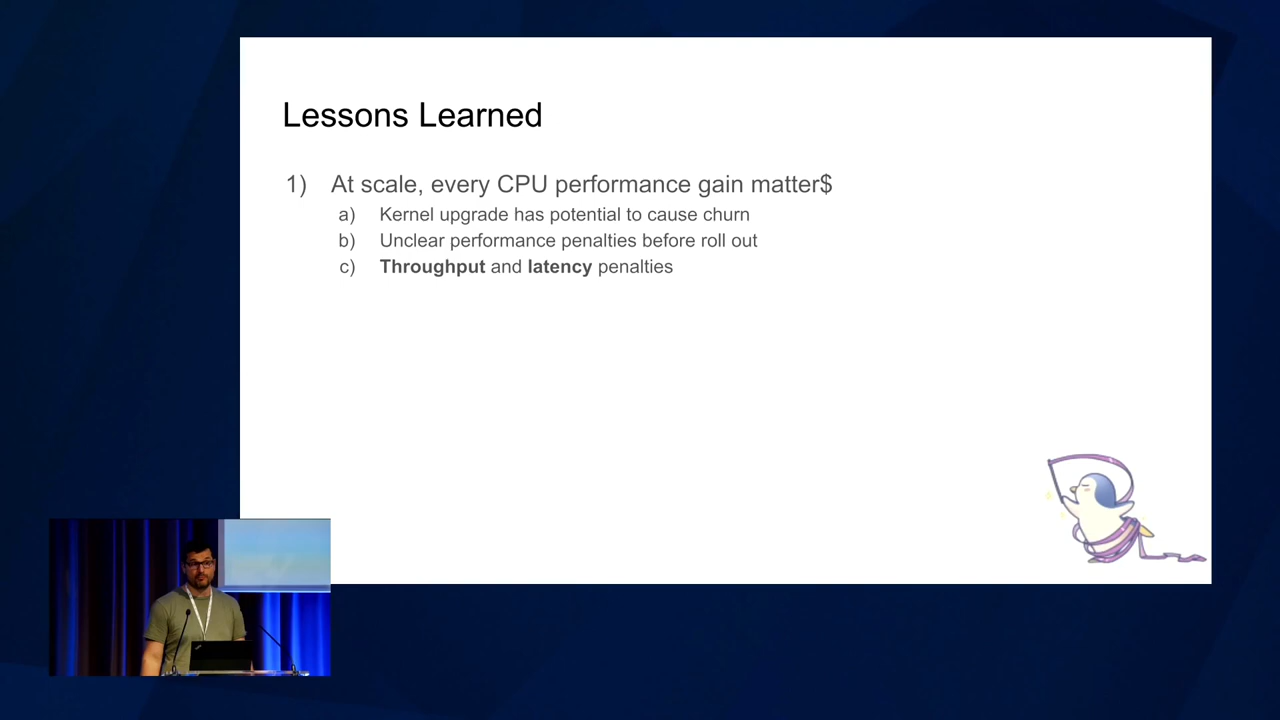 Lessons Learned
1) At scale, every CPU performance gain matter$
a) Kernel upgrade has potential to cause churn
b) Unclear performance penalties before roll out
c) Throughput and latency penalties